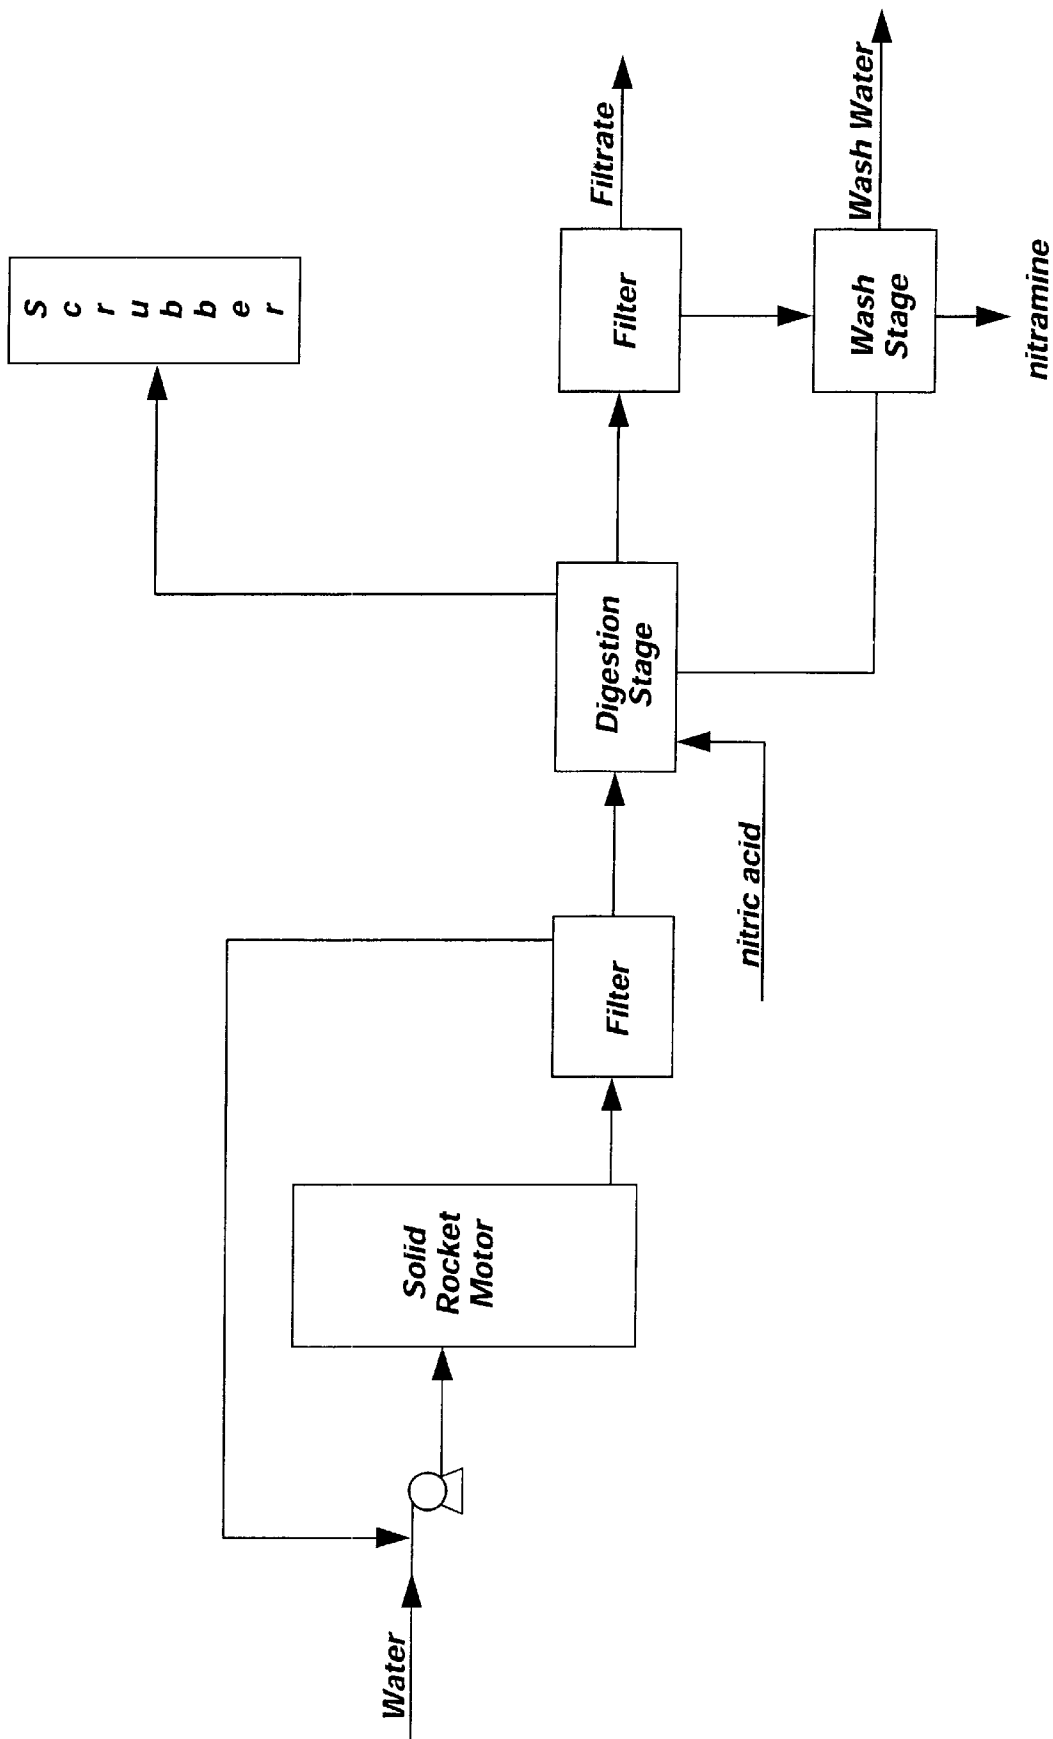 Water
Solid
Rocket
Motor
Filter
nitric acid
Digestion
Stage
Scrubber
Filter
Filtrate
Wash
Stage
Wash Water
nitramine